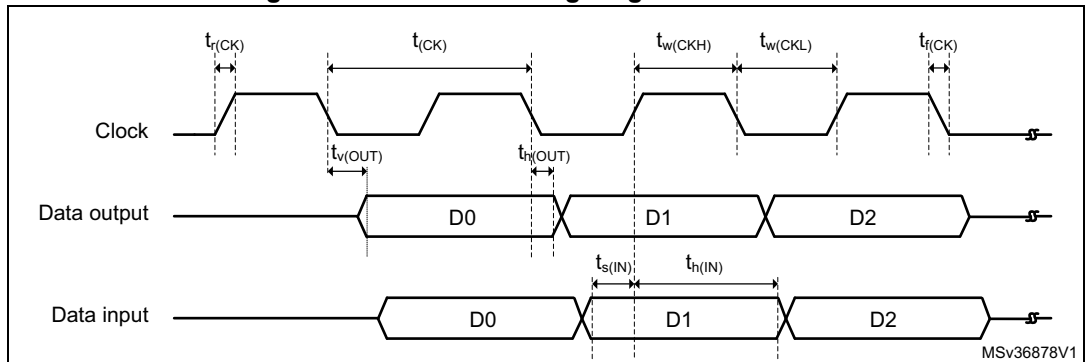 t_r(CK) t_(CK) t_w(CKH) t_w(CKL) t_f(CK)
Clock
t_v(OUT) t_h(OUT)
Data output D0 D1 D2
t_s(IN) t_h(IN)
Data input D0 D1 D2
MSv36878V1